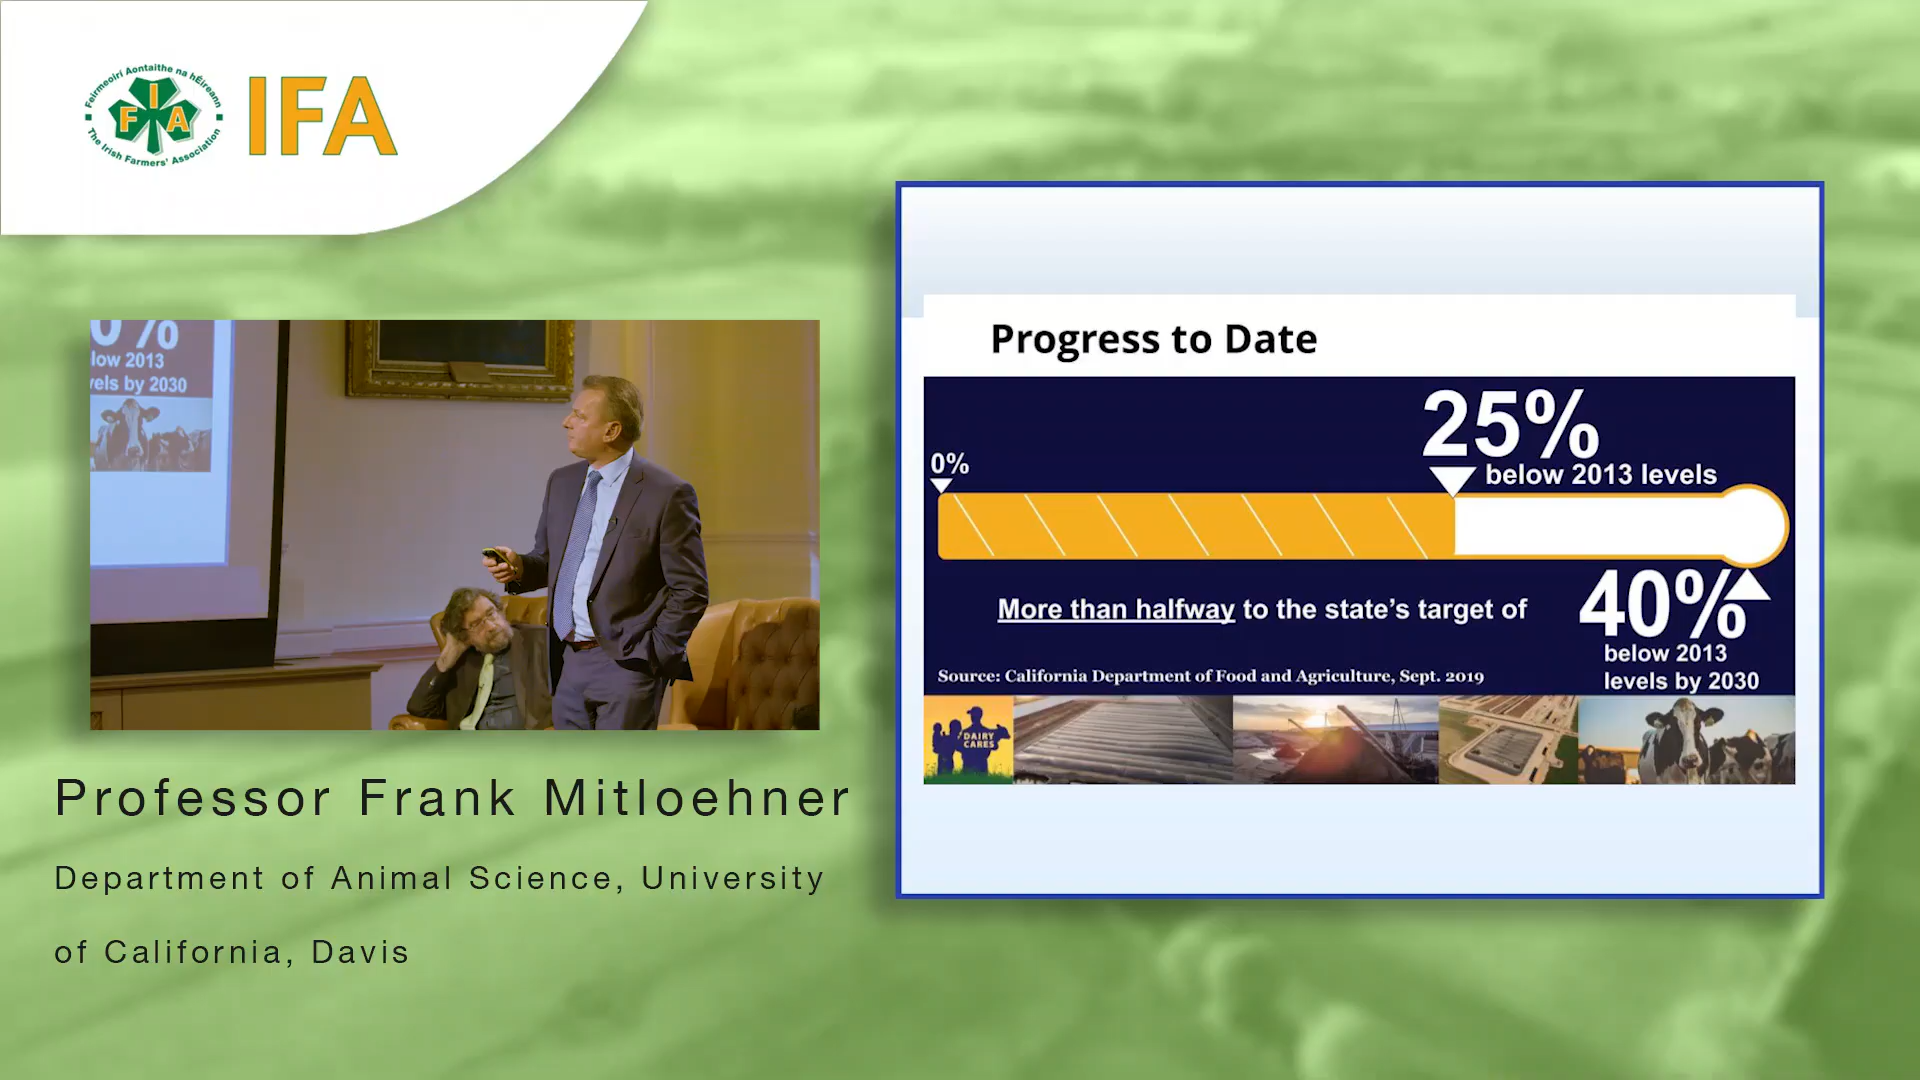 Feirmeoirí Aontaithe na hÉireann
F I A
The Irish Farmers' Association
IFA
0 %
low 2013
vels by 2030
Professor Frank Mitloehner
Department of Animal Science, University
of California, Davis
Progress to Date
25%
0%
below 2013 levels
More than halfway to the state's target of
40%
below 2013
levels by 2030
Source: California Department of Food and Agriculture, Sept. 2019
DAIRY
CARES